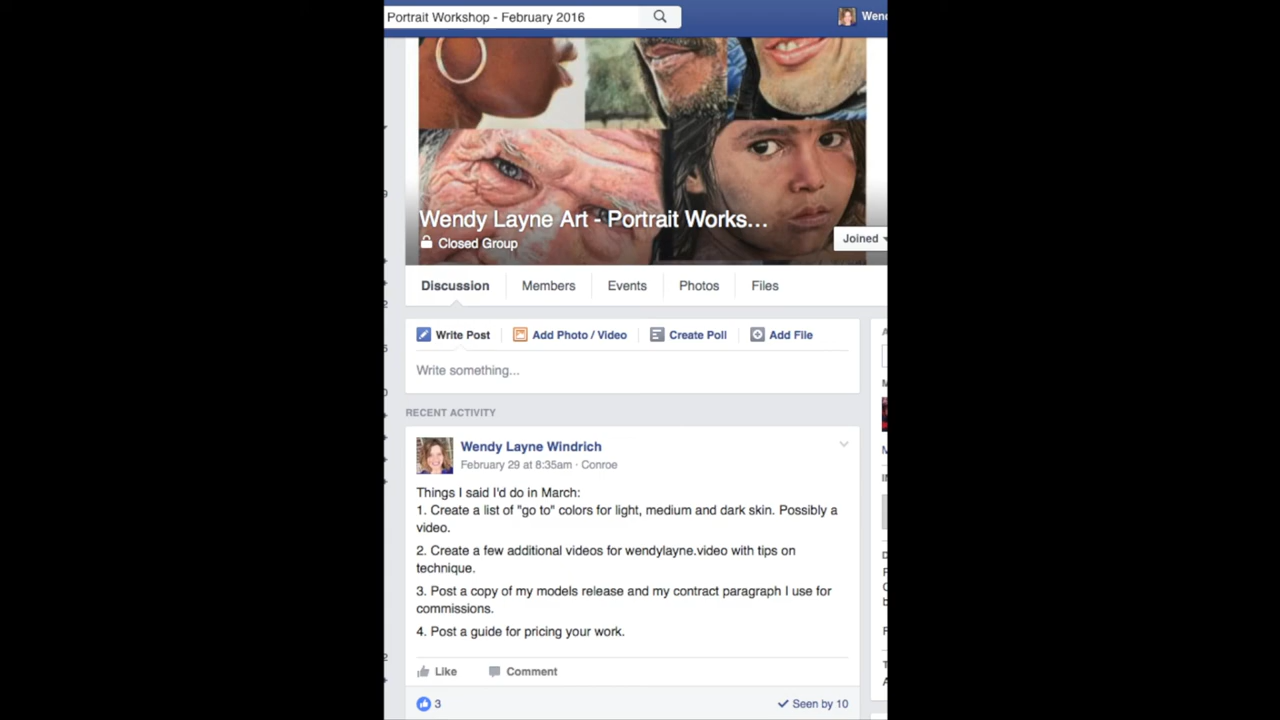 Portrait Workshop - February 2016
Wendy Layne Art - Portrait Works...
Closed Group
Joined
Discussion
Members
Events
Photos
Files
Write Post
Add Photo / Video
Create Poll
Add File
Write something...
RECENT ACTIVITY
Wendy Layne Windrich
February 29 at 8:35am · Conroe
Things I said I'd do in March:
1. Create a list of "go to" colors for light, medium and dark skin. Possibly a
video.
2. Create a few additional videos for wendylayne.video with tips on
technique.
3. Post a copy of my models release and my contract paragraph I use for
commissions.
4. Post a guide for pricing your work.
Like
Comment
3
Seen by 10